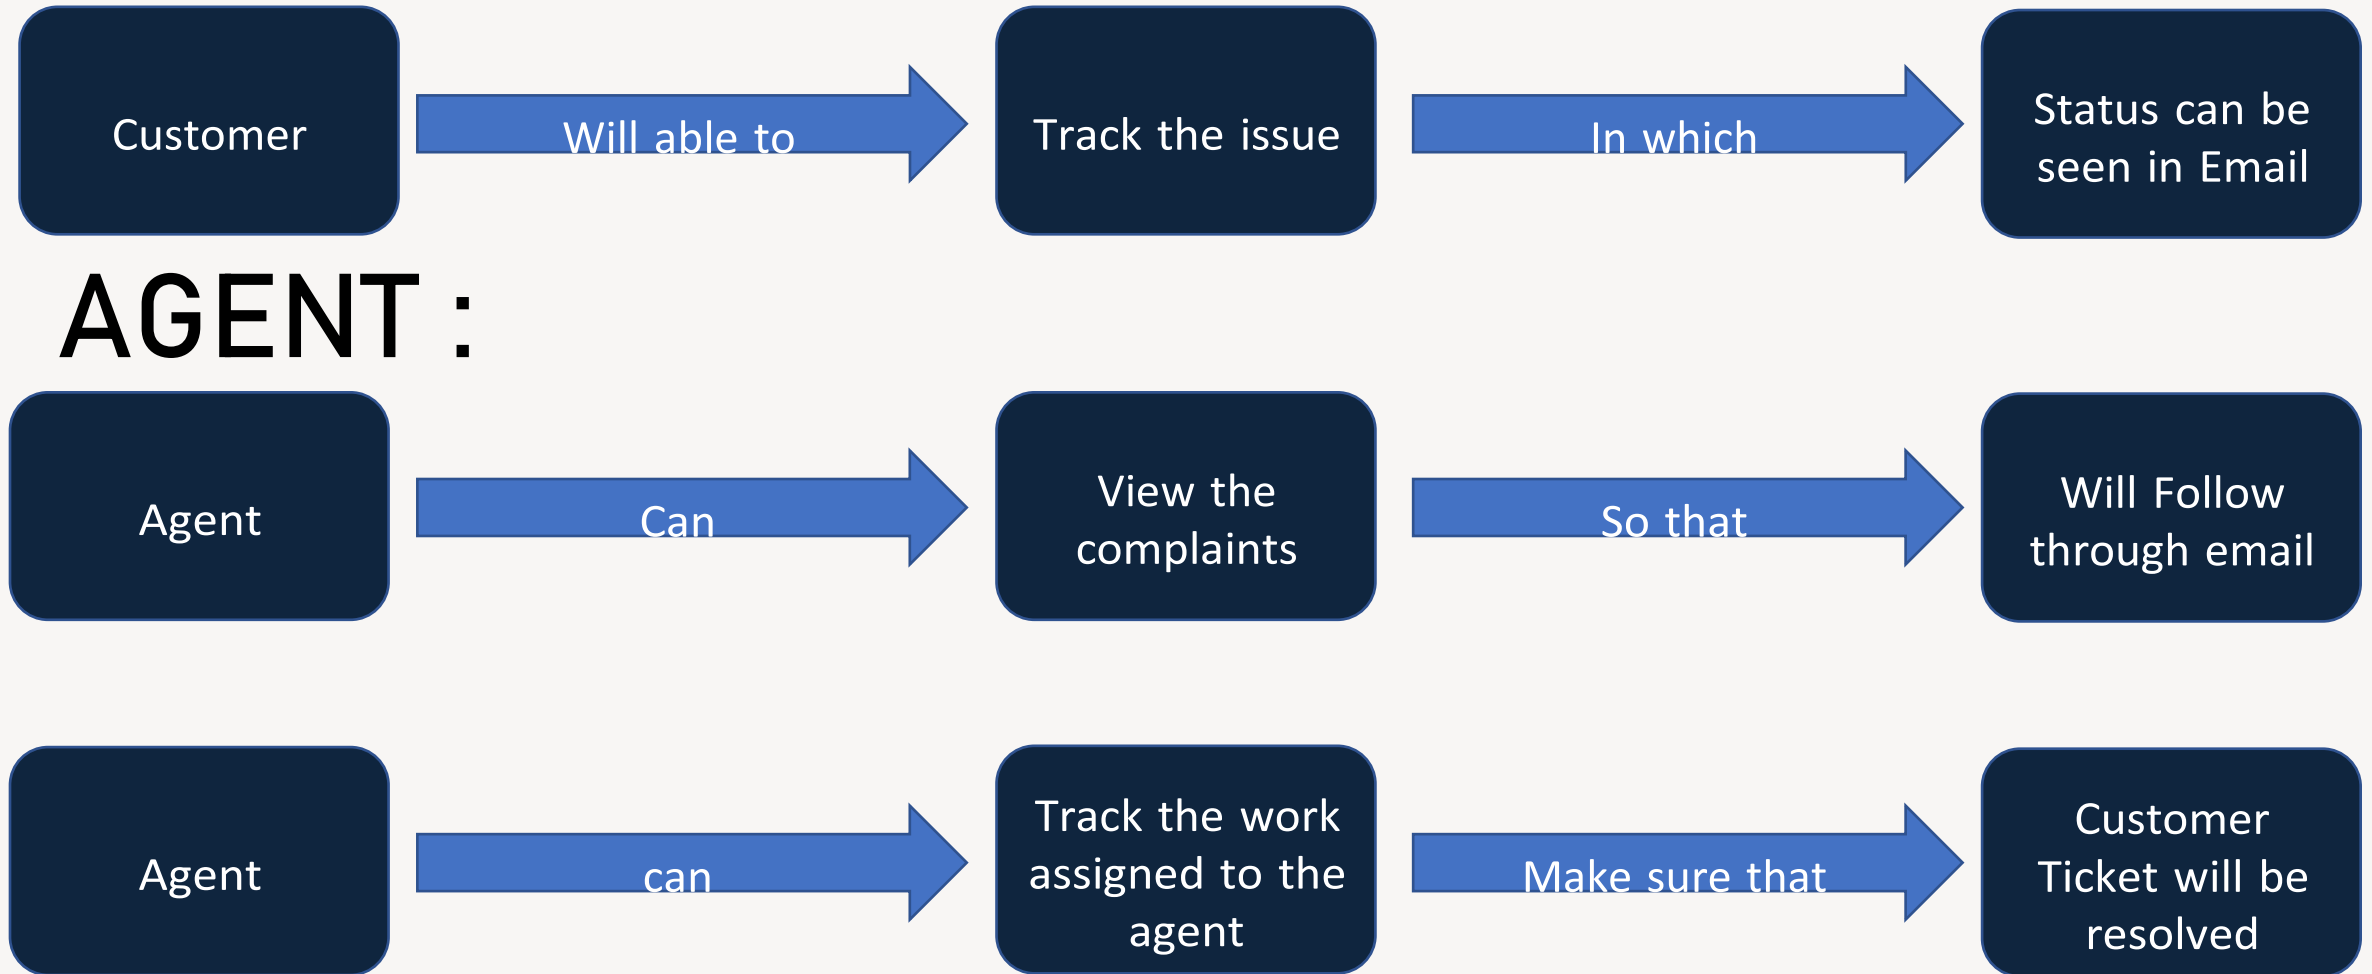 Customer
Will able to
Track the issue
In which
Status can be
seen in Email
AGENT:
Agent
Can
View the
complaints
So that
Will Follow
through email
Agent
can
Track the work
assigned to the
agent
Make sure that
Customer
Ticket will be
resolved